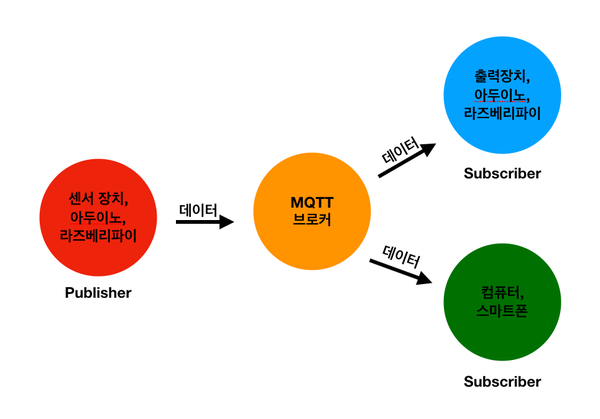 센서 장치,
아두이노,
라즈베리파이
Publisher
데이터
MQTT
브로커
데이터
출력장치,
아두이노,
라즈베리파이
Subscriber
데이터
컴퓨터,
스마트폰
Subscriber